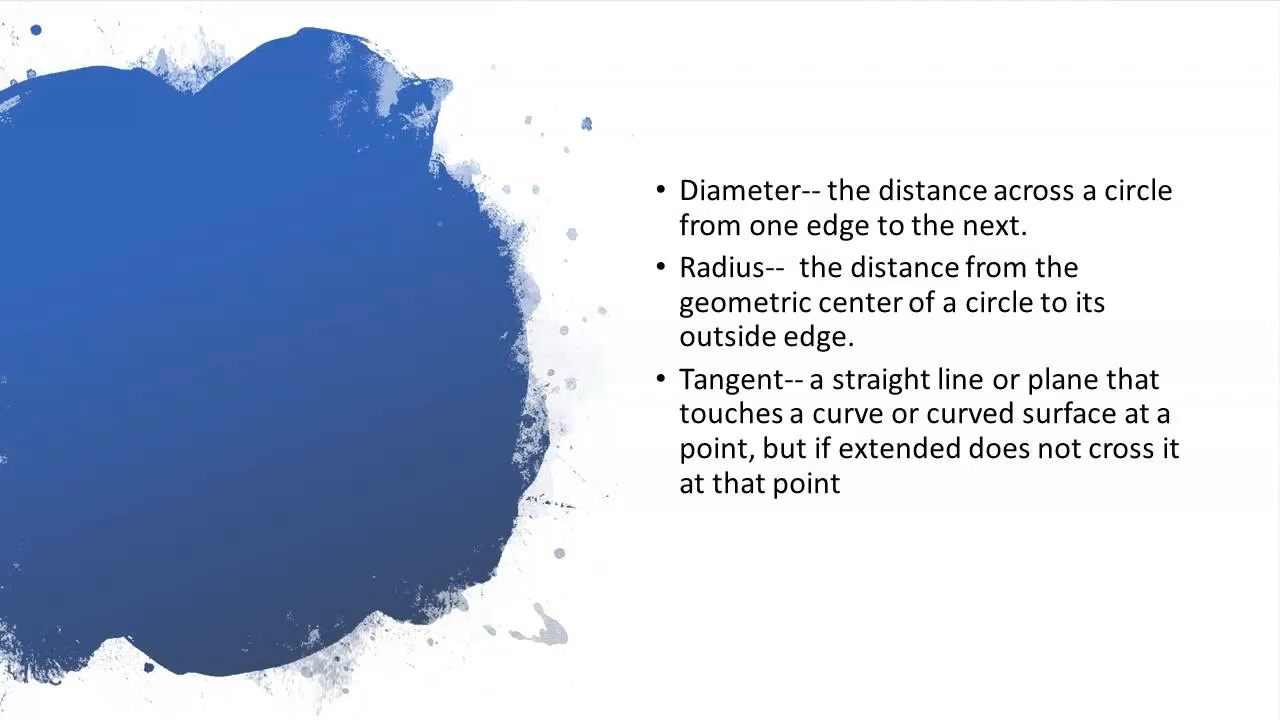 • Diameter-- the distance across a circle
from one edge to the next.
• Radius--  the distance from the
geometric center of a circle to its
outside edge.
• Tangent-- a straight line or plane that
touches a curve or curved surface at a
point, but if extended does not cross it
at that point